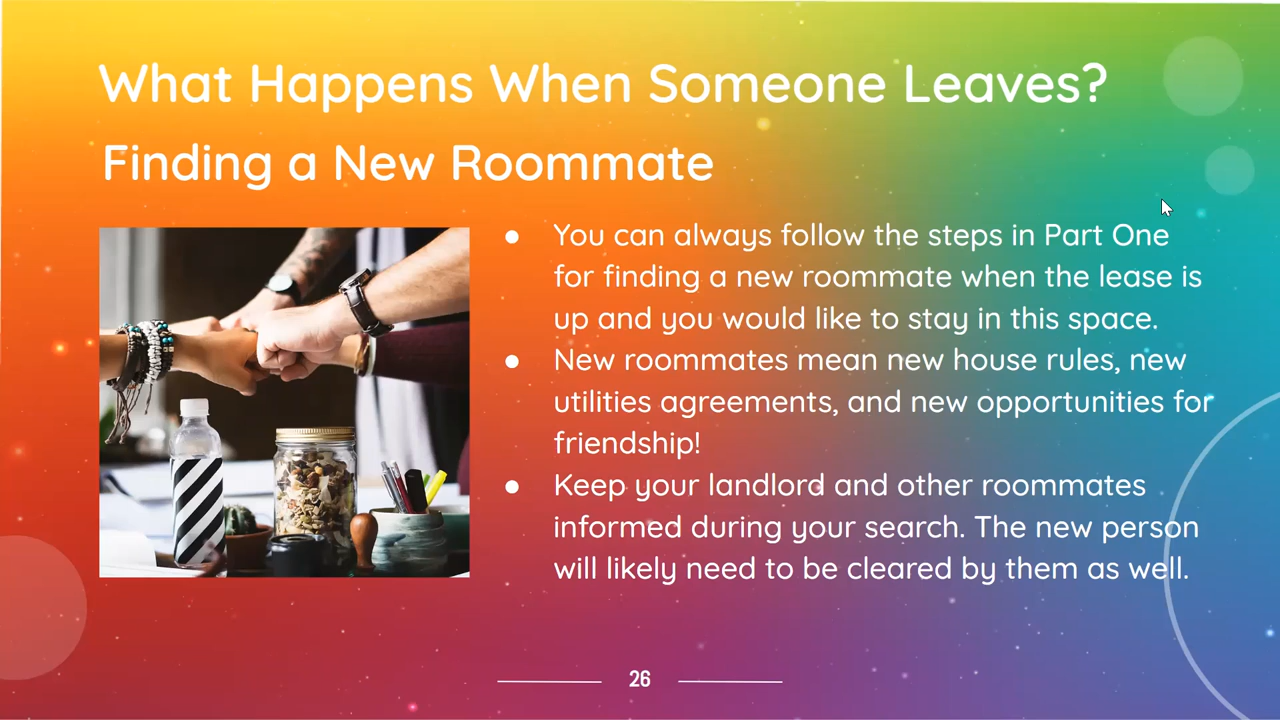 What Happens When Someone Leaves?
Finding a New Roommate
● You can always follow the steps in Part One
for finding a new roommate when the lease is
up and you would like to stay in this space.
● New roommates mean new house rules, new
utilities agreements, and new opportunities for
friendship!
● Keep your landlord and other roommates
informed during your search. The new person
will likely need to be cleared by them as well.
26